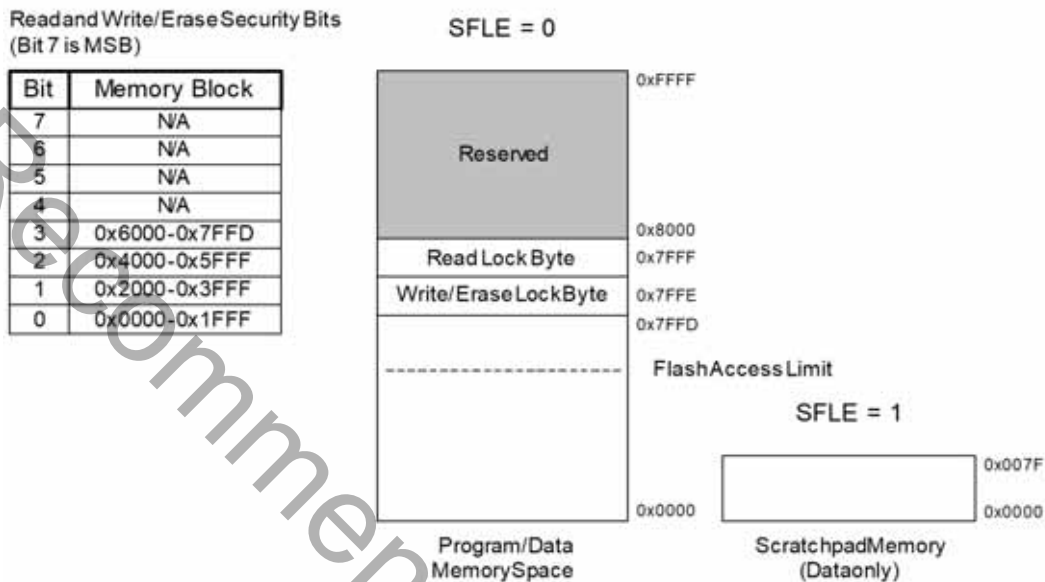 Read and Write/Erase Security Bits
(Bit 7 is MSB)
Bit Memory Block
7 N/A
6 N/A
5 N/A
4 N/A
3 0x6000-0x7FFD
2 0x4000-0x5FFF
1 0x2000-0x3FFF
0 0x0000-0x1FFF
SFLE = 0
0xFFFF
Reserved
0x8000
Read Lock Byte 0x7FFF
Write/Erase Lock Byte 0x7FFE
0x7FFD
Flash Access Limit
0x0000
Program/Data
Memory Space
SFLE = 1
0x007F
0x0000
Scratchpad Memory
(Data only)